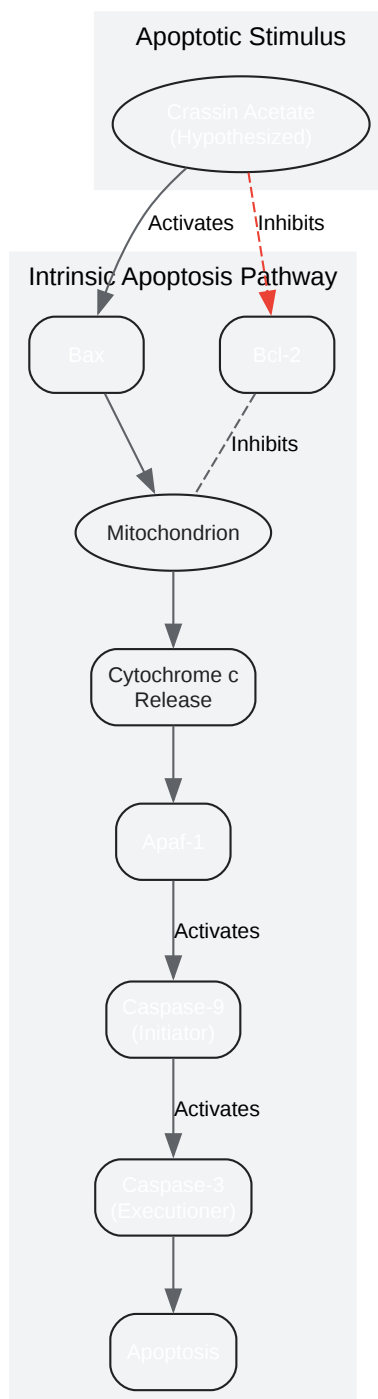 Apoptotic Stimulus
Crassin Acetate
(Hypothesized)
Activates
Inhibits
Intrinsic Apoptosis Pathway
Bax
Bcl-2
Inhibits
Mitochondrion
Cytochrome c
Release
Apaf-1
Activates
Caspase-9
(Initiator)
Activates
Caspase-3
(Executioner)
Apoptosis